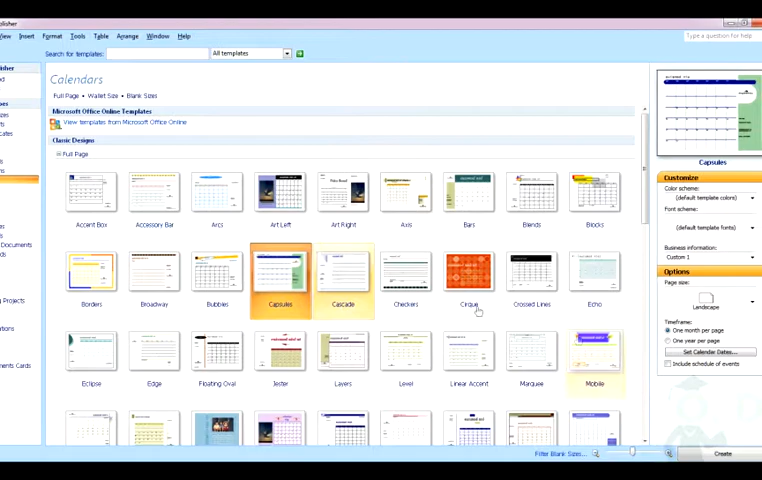 lisher
View Insert Format Tools Table Arrange Window Help
Type a question for help
Search for templates: All templates
Calendars
Full Page • Wallet Size • Blank Sizes
Microsoft Office Online Templates
View templates from Microsoft Office Online
Classic Designs
Full Page
Accent Box Accessory Bar Arcs Art Left Art Right Axis Bars Blends Blocks
Borders Broadway Bubbles Capsules Cascade Checkers Cirque Crossed Lines Echo
Eclipse Edge Floating Oval Jester Layers Level Linear Accent Marquee Mobile
Documents
g Projects
ments Cards
Capsules
Customize
Color scheme:
(default template colors)
Font scheme:
(default template fonts)
Business information:
Custom 1
Options
Page size:
Landscape
Timeframe:
One month per page
One year per page
Set Calendar Dates...
Include schedule of events
Filter Blank Sizes...
Create